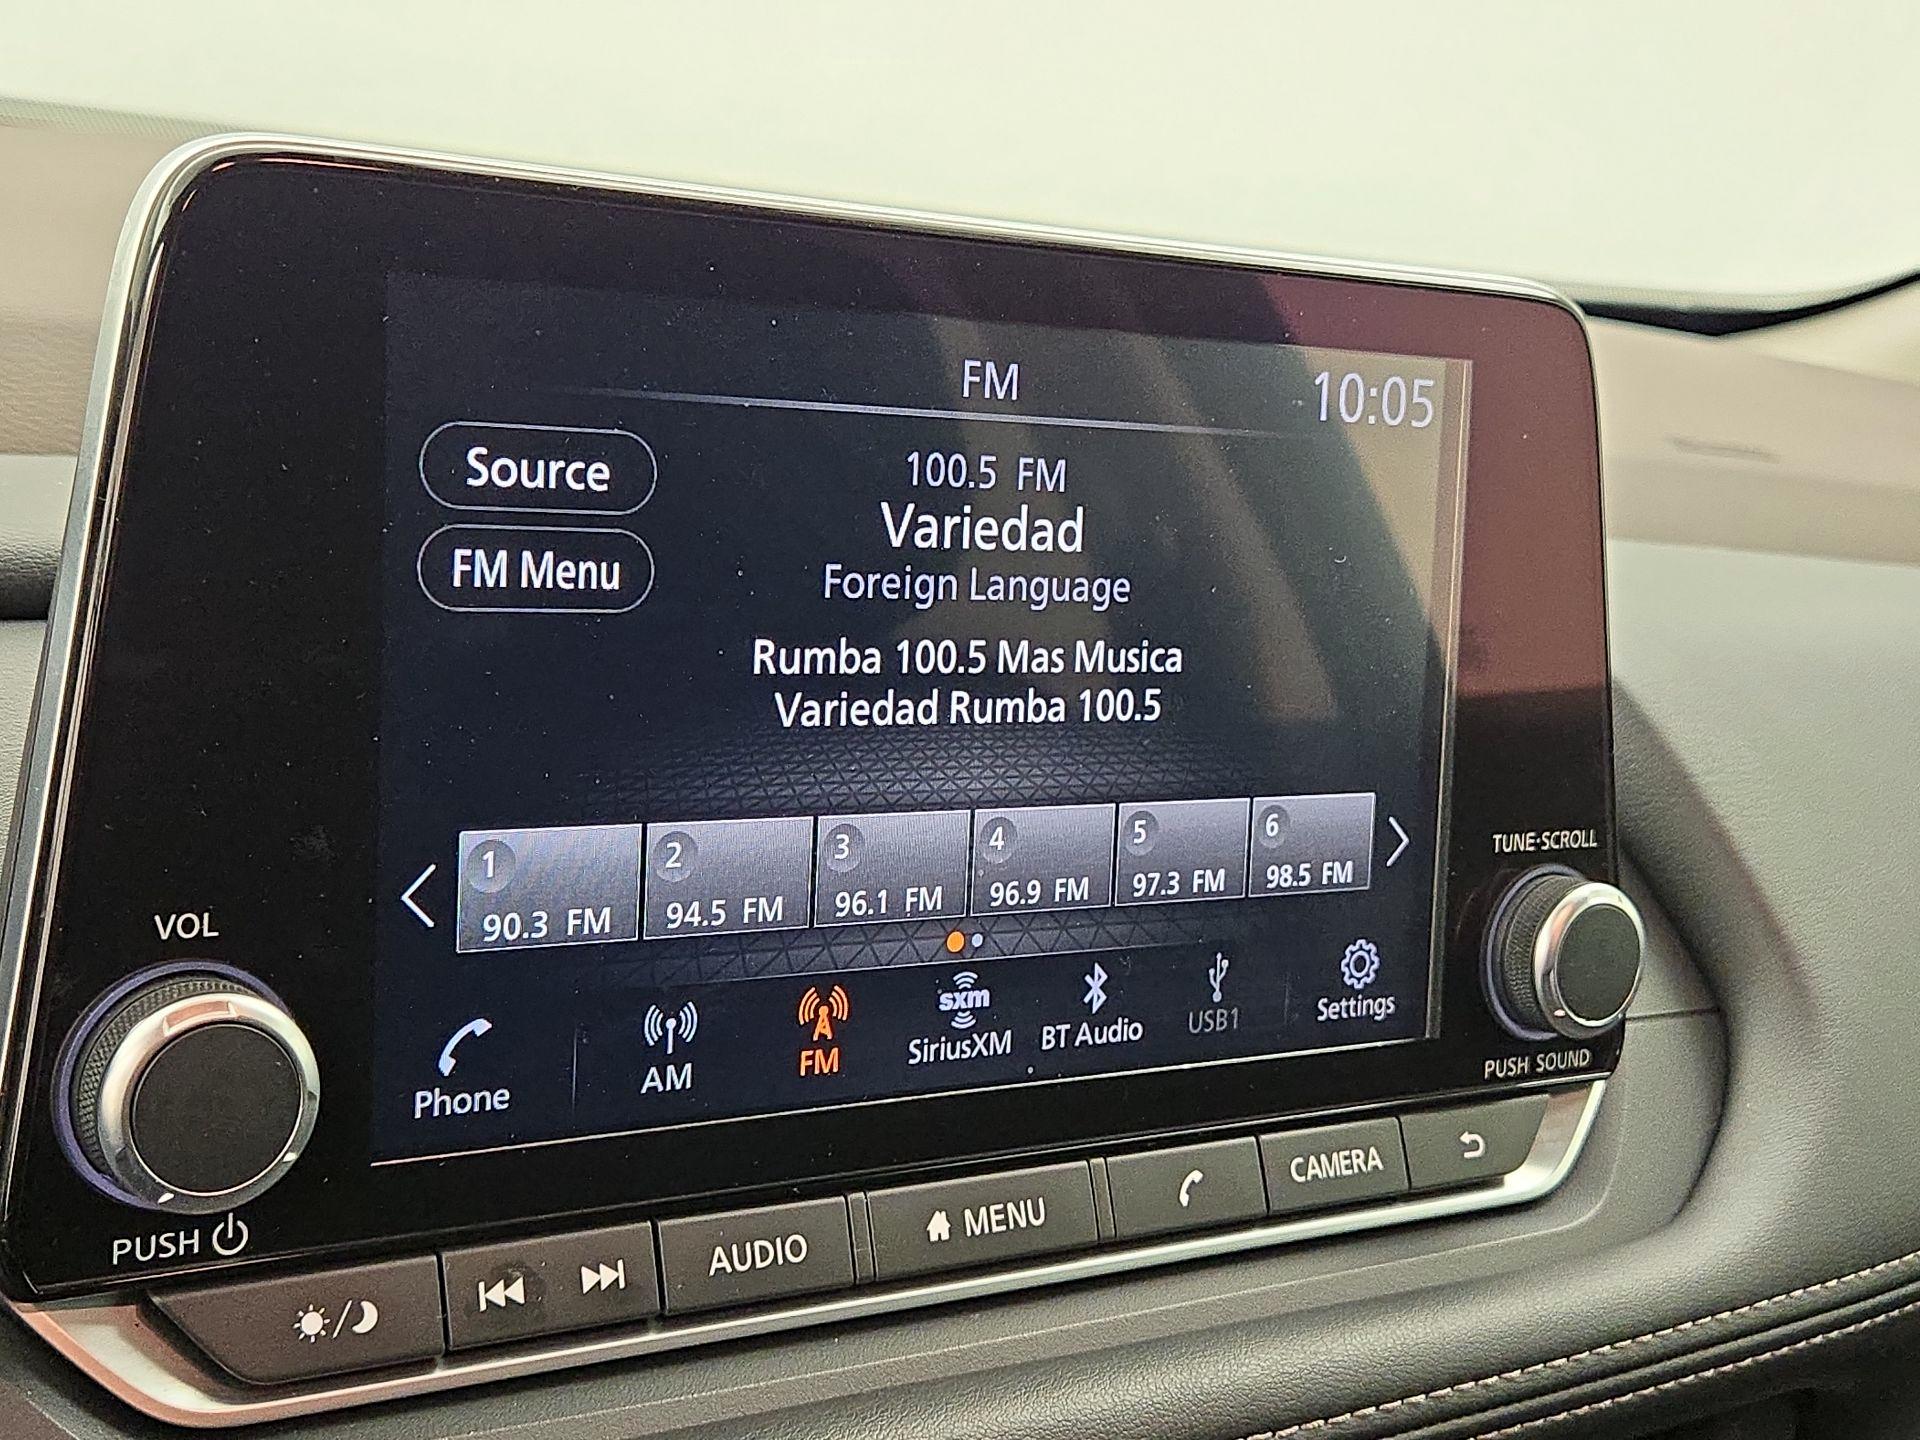 FM
10:05
Source
100.5 FM
Variedad
FM Menu
Foreign Language
Rumba 100.5 Mas Musica
Variedad Rumba 100.5
1 2 3 4 5 6
90.3 FM 94.5 FM 96.1 FM 96.9 FM 97.3 FM 98.5 FM
TUNE·SCROLL
VOL
Phone
AM
FM
sxm
SiriusXM
BT Audio
USB1
Settings
PUSH SOUND
PUSH
AUDIO
MENU
CAMERA